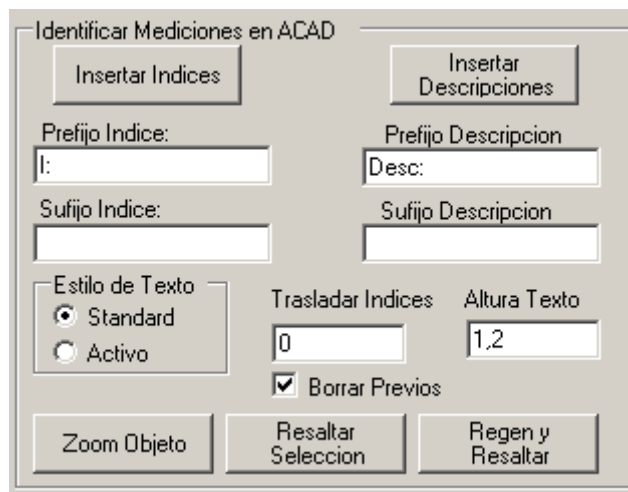 Identificar Mediciones en ACAD
Insertar Indices
Insertar
Descripciones
Prefijo Indice:
Prefijo Descripcion
I:
Desc:
Sufijo Indice:
Sufijo Descripcion
Estilo de Texto
Standard
Activo
Trasladar Indices
Altura Texto
0
1,2
Borrar Previos
Zoom Objeto
Resaltar
Seleccion
Regen y
Resaltar